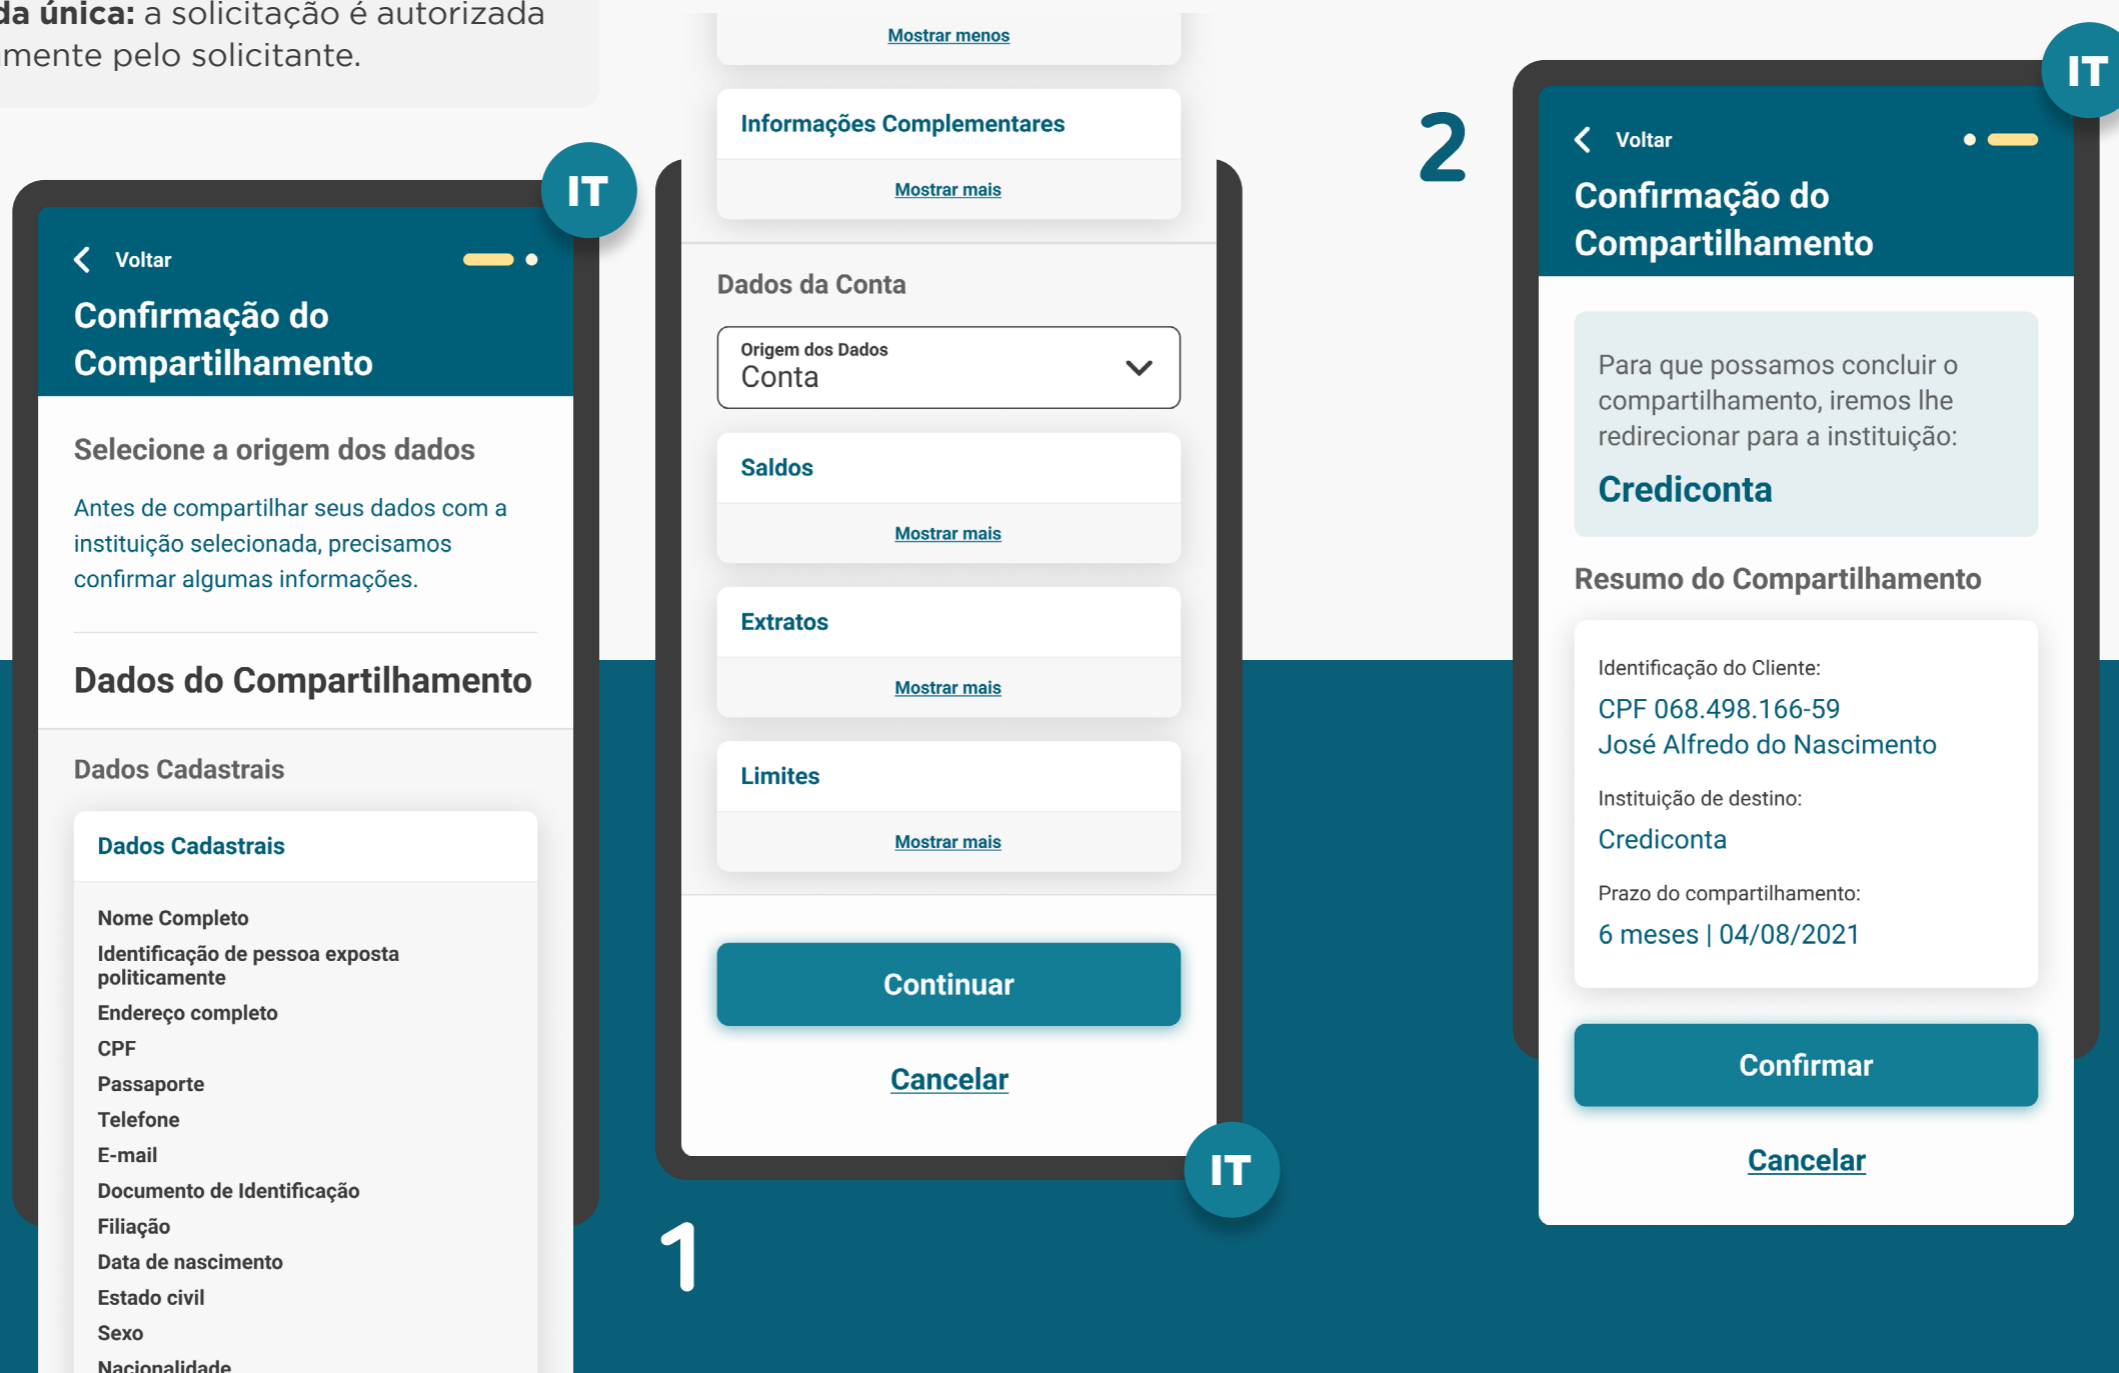 da única: a solicitação é autorizada
mente pelo solicitante.
IT
Voltar
Confirmação do
Compartilhamento
Selecione a origem dos dados
Antes de compartilhar seus dados com a
instituição selecionada, precisamos
confirmar algumas informações.
Dados do Compartilhamento
Dados Cadastrais
Dados Cadastrais
Nome Completo
Identificação de pessoa exposta
politicamente
Endereço completo
CPF
Passaporte
Telefone
E-mail
Documento de Identificação
Filiação
Data de nascimento
Estado civil
Sexo
Nacionalidade
Mostrar menos
Informações Complementares
Mostrar mais
Dados da Conta
Origem dos Dados
Conta
Saldos
Mostrar mais
Extratos
Mostrar mais
Limites
Mostrar mais
Continuar
Cancelar
IT
1
2
IT
Voltar
Confirmação do
Compartilhamento
Para que possamos concluir o
compartilhamento, iremos lhe
redirecionar para a instituição:
Crediconta
Resumo do Compartilhamento
Identificação do Cliente:
CPF 068.498.166-59
José Alfredo do Nascimento
Instituição de destino:
Crediconta
Prazo do compartilhamento:
6 meses | 04/08/2021
Confirmar
Cancelar